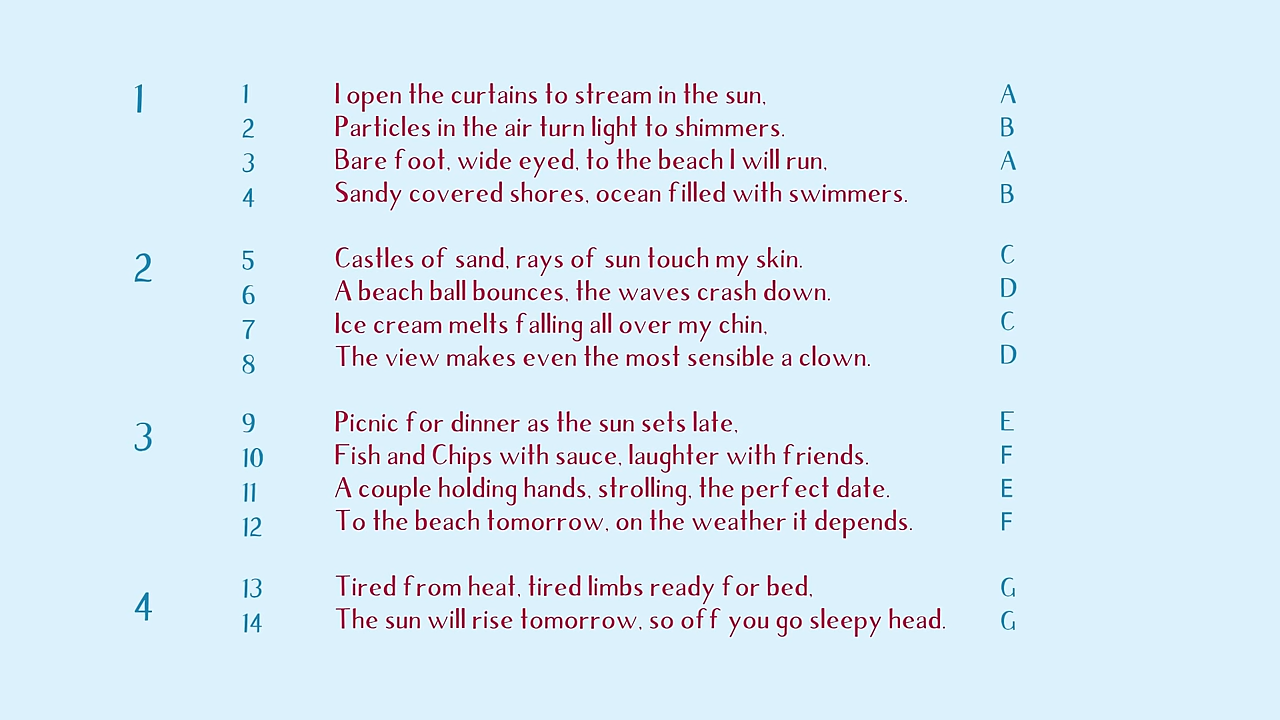 1 1 I open the curtains to stream in the sun, A
2 Particles in the air turn light to shimmers. B
3 Bare foot, wide eyed, to the beach I will run, A
4 Sandy covered shores, ocean filled with swimmers. B
2 5 Castles of sand, rays of sun touch my skin. C
6 A beach ball bounces, the waves crash down. D
7 Ice cream melts falling all over my chin, C
8 The view makes even the most sensible a clown. D
3 9 Picnic for dinner as the sun sets late, E
10 Fish and Chips with sauce, laughter with friends. F
11 A couple holding hands, strolling, the perfect date. E
12 To the beach tomorrow, on the weather it depends. F
4 13 Tired from heat, tired limbs ready for bed, G
14 The sun will rise tomorrow, so off you go sleepy head. G